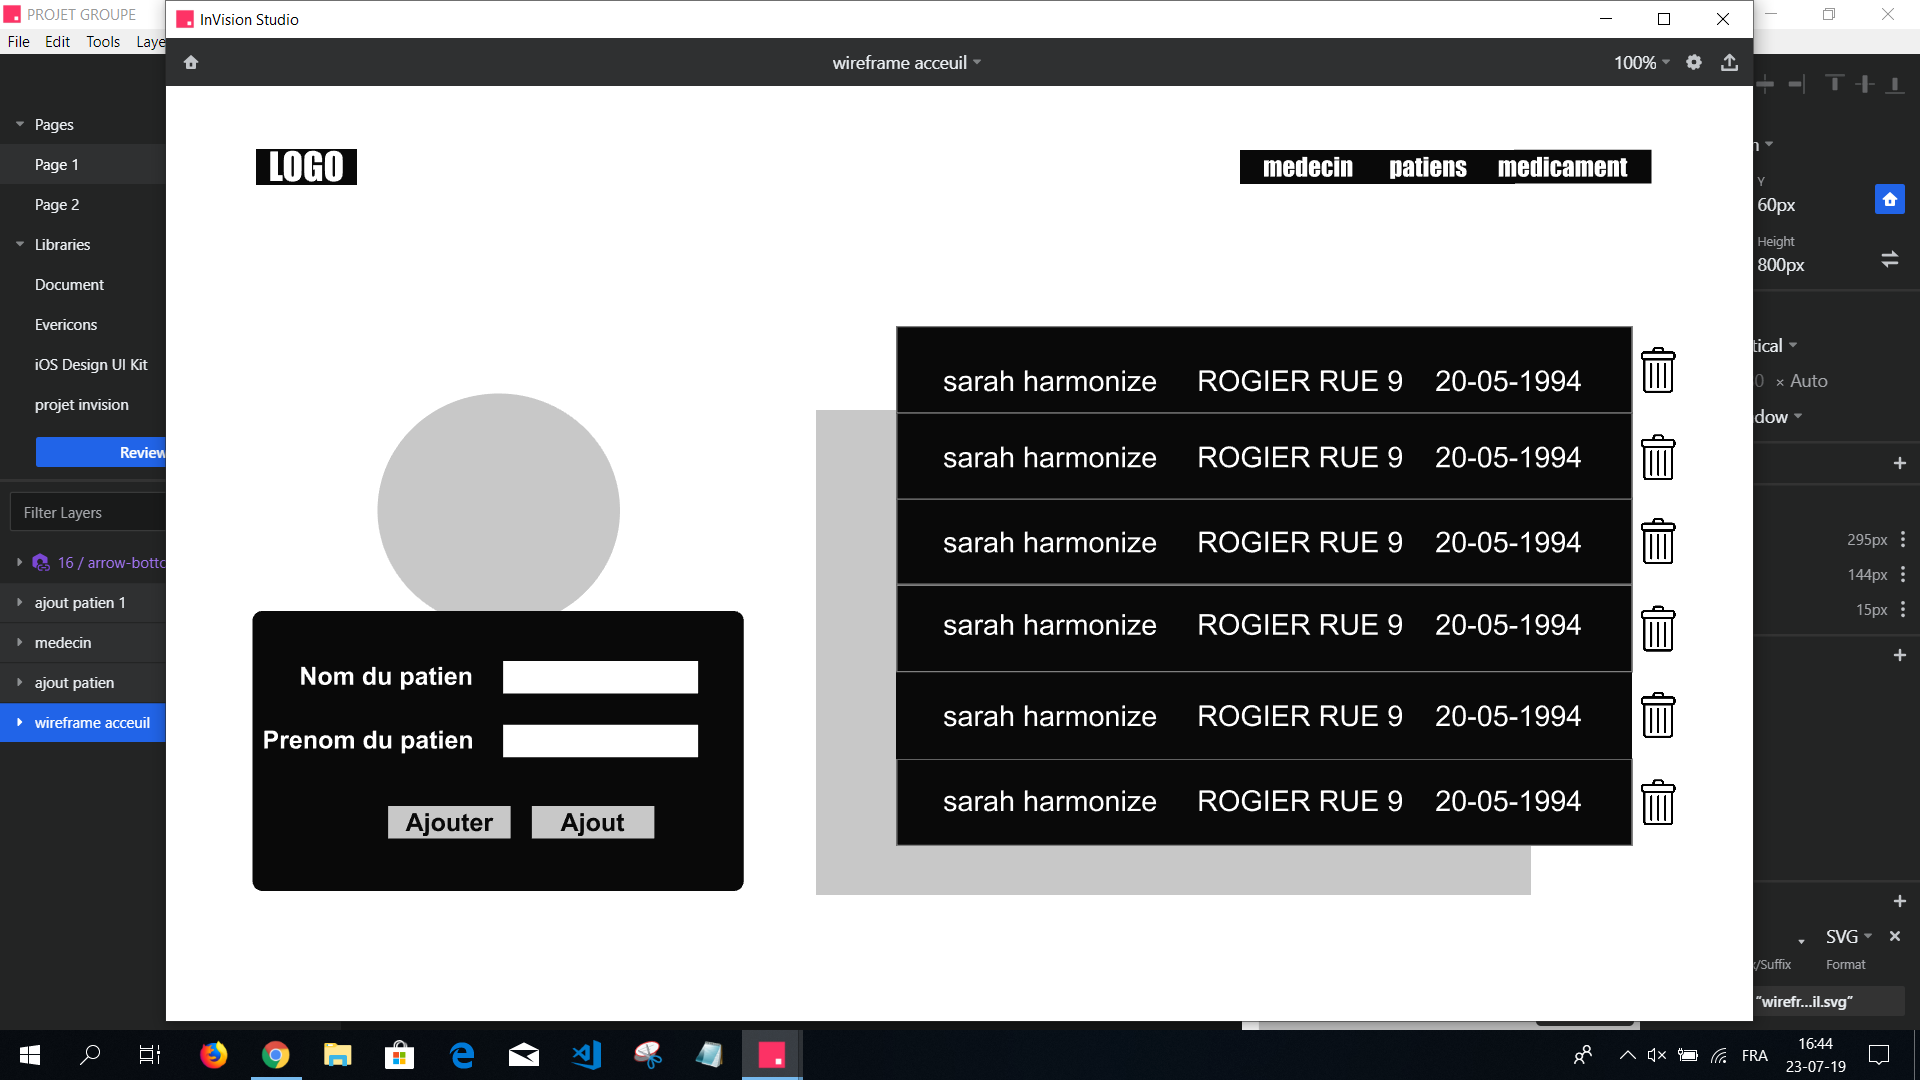 PROJET GROUPE
InVision Studio
File Edit Tools Laye
wireframe acceuil
100%
Pages
Page 1
Page 2
Libraries
Document
Evericons
iOS Design UI Kit
projet invision
Review
Filter Layers
16 / arrow-botto
ajout patien 1
medecin
ajout patien
wireframe acceuil
LOGO
medecin patiens medicament
Nom du patien
Prenom du patien
Ajouter Ajout
sarah harmonize ROGIER RUE 9 20-05-1994
sarah harmonize ROGIER RUE 9 20-05-1994
sarah harmonize ROGIER RUE 9 20-05-1994
sarah harmonize ROGIER RUE 9 20-05-1994
sarah harmonize ROGIER RUE 9 20-05-1994
sarah harmonize ROGIER RUE 9 20-05-1994
Y
60px
Height
800px
tical
× Auto
dow
295px
144px
15px
SVG
/Suffix Format
“wirefr...il.svg”
FRA
16:44
23-07-19